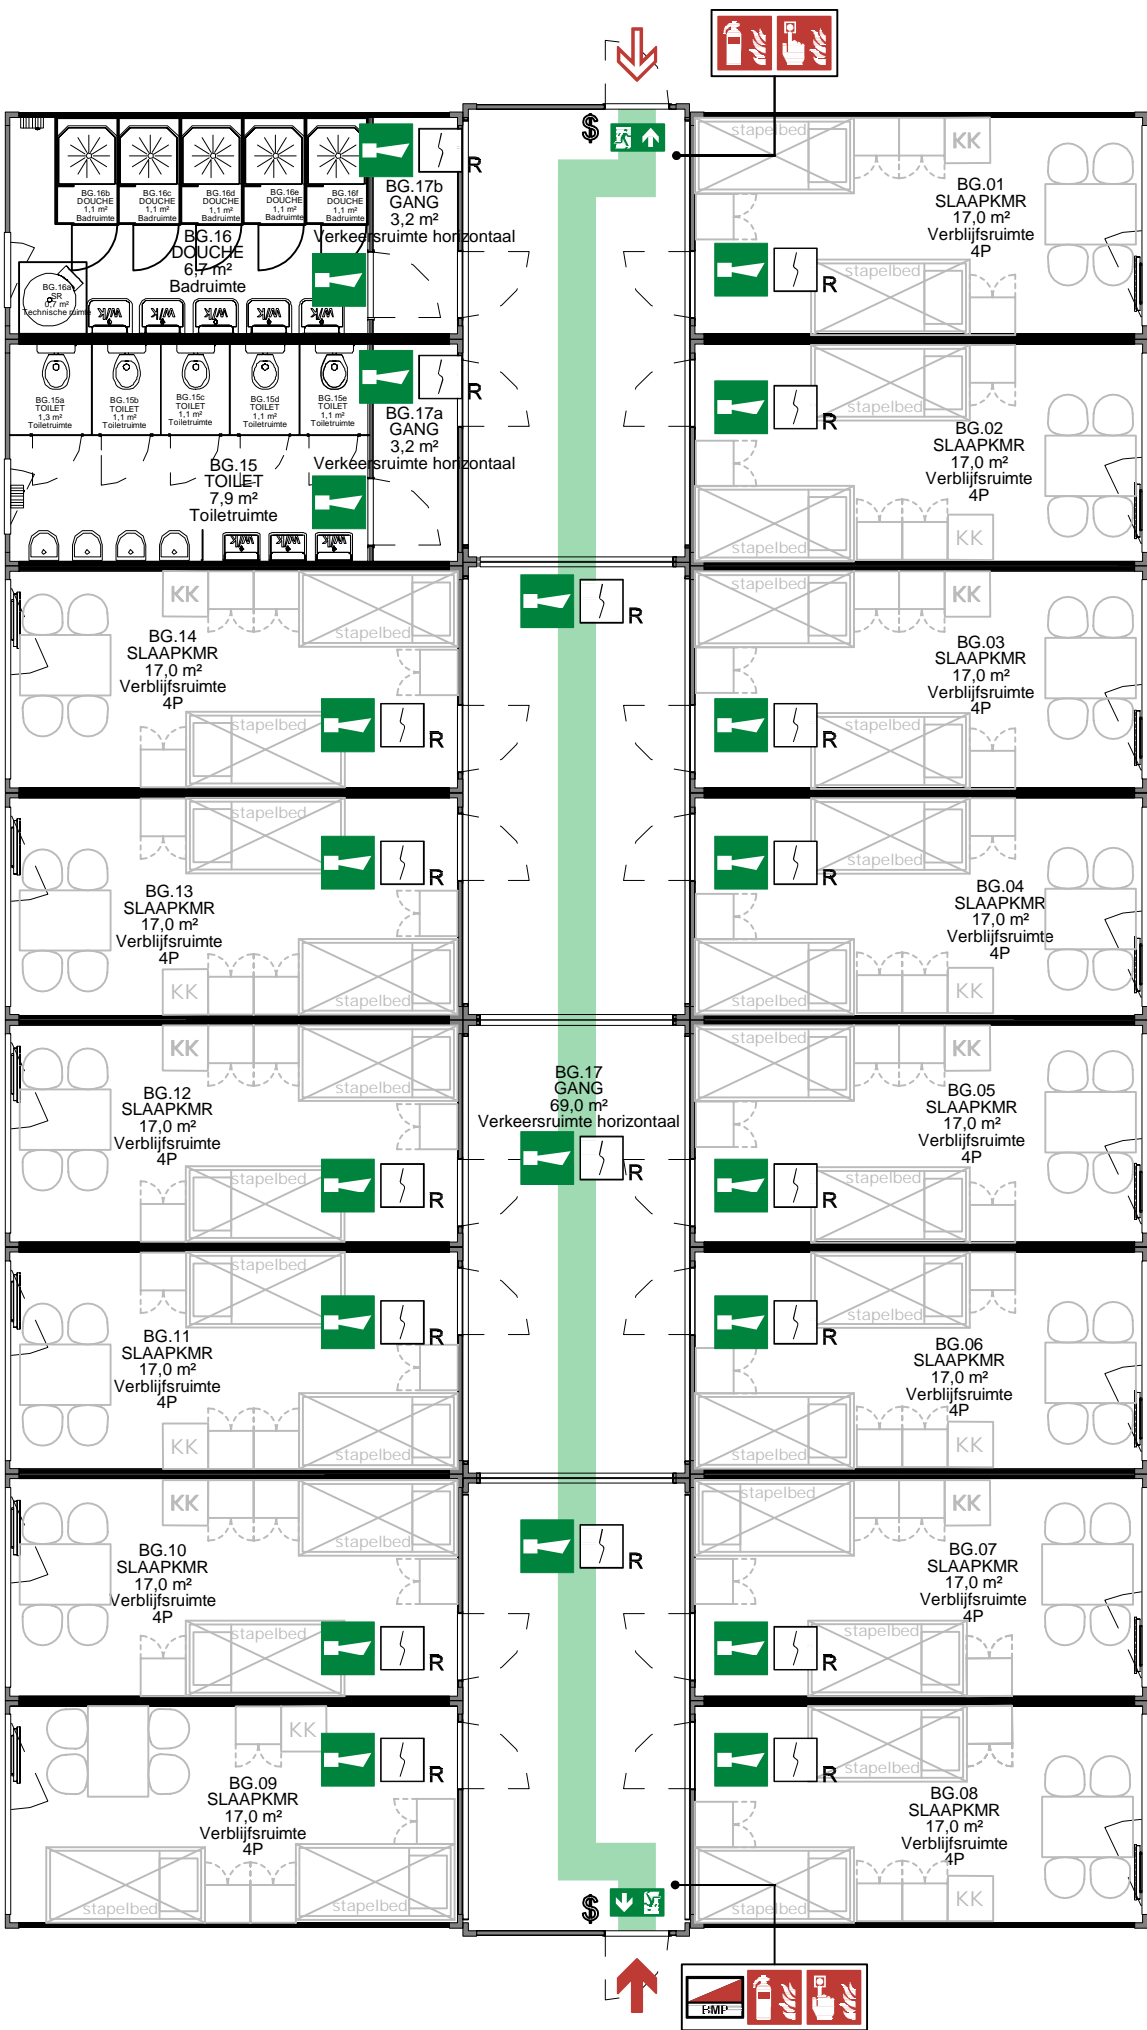 $
BG.16b
DOUCHE
1,1 m²
Badruimte
BG.16c
DOUCHE
1,1 m²
Badruimte
BG.16d
DOUCHE
1,1 m²
Badruimte
BG.16e
DOUCHE
1,1 m²
Badruimte
BG.16f
DOUCHE
1,1 m²
Badruimte
R
BG.17b
GANG
3,2 m²
Verkeersruimte horizontaal
BG.16
DOUCHE
6,7 m²
Badruimte
BG.16a
SR
0,7 m²
Technische ruimte
W/K
W/K
W/K
W/K
W/K
stapelbed
KK
BG.01
SLAAPKMR
17,0 m²
Verblijfsruimte
4P
stapelbed
R
BG.15a
TOILET
1,3 m²
Toiletruimte
BG.15b
TOILET
1,1 m²
Toiletruimte
BG.15c
TOILET
1,1 m²
Toiletruimte
BG.15d
TOILET
1,1 m²
Toiletruimte
BG.15e
TOILET
1,1 m²
Toiletruimte
R
BG.17a
GANG
3,2 m²
Verkeersruimte horizontaal
BG.15
TOILET
7,9 m²
Toiletruimte
W/K
W/K
W/K
stapelbed
R
BG.02
SLAAPKMR
17,0 m²
Verblijfsruimte
4P
stapelbed
KK
KK
stapelbed
BG.14
SLAAPKMR
17,0 m²
Verblijfsruimte
4P
stapelbed
R
R
stapelbed
KK
BG.03
SLAAPKMR
17,0 m²
Verblijfsruimte
4P
stapelbed
R
stapelbed
R
BG.13
SLAAPKMR
17,0 m²
Verblijfsruimte
4P
KK
stapelbed
stapelbed
R
BG.04
SLAAPKMR
17,0 m²
Verblijfsruimte
4P
stapelbed
KK
KK
stapelbed
BG.12
SLAAPKMR
17,0 m²
Verblijfsruimte
4P
stapelbed
R
BG.17
GANG
69,0 m²
Verkeersruimte horizontaal
R
stapelbed
KK
BG.05
SLAAPKMR
17,0 m²
Verblijfsruimte
4P
stapelbed
R
stapelbed
R
BG.11
SLAAPKMR
17,0 m²
Verblijfsruimte
4P
KK
stapelbed
stapelbed
R
BG.06
SLAAPKMR
17,0 m²
Verblijfsruimte
4P
stapelbed
KK
KK
stapelbed
BG.10
SLAAPKMR
17,0 m²
Verblijfsruimte
4P
stapelbed
R
R
stapelbed
KK
BG.07
SLAAPKMR
17,0 m²
Verblijfsruimte
4P
stapelbed
R
KK
R
BG.09
SLAAPKMR
17,0 m²
Verblijfsruimte
4P
stapelbed
stapelbed
stapelbed
R
BG.08
SLAAPKMR
17,0 m²
Verblijfsruimte
4P
stapelbed
KK
$
BMP